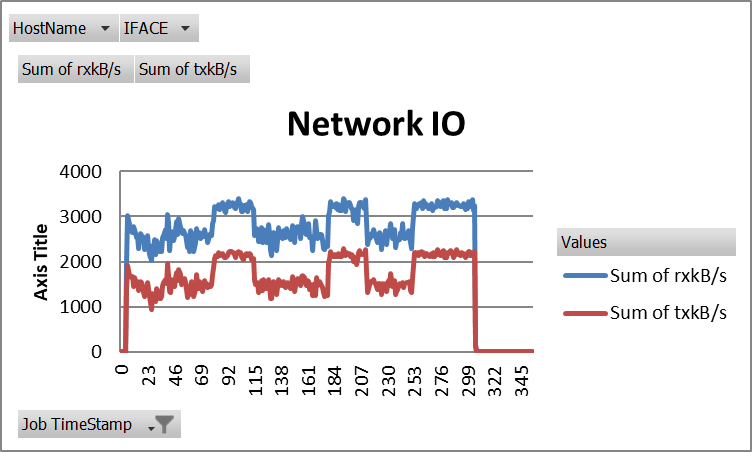 HostName IFACE
Sum of rxkB/s Sum of txkB/s
Network IO
4000
3000
2000
1000
0
Axis Title
0 23 46 69 92 115 138 161 184 207 230 253 276 299 322 345
Values
Sum of rxkB/s
Sum of txkB/s
Job TimeStamp